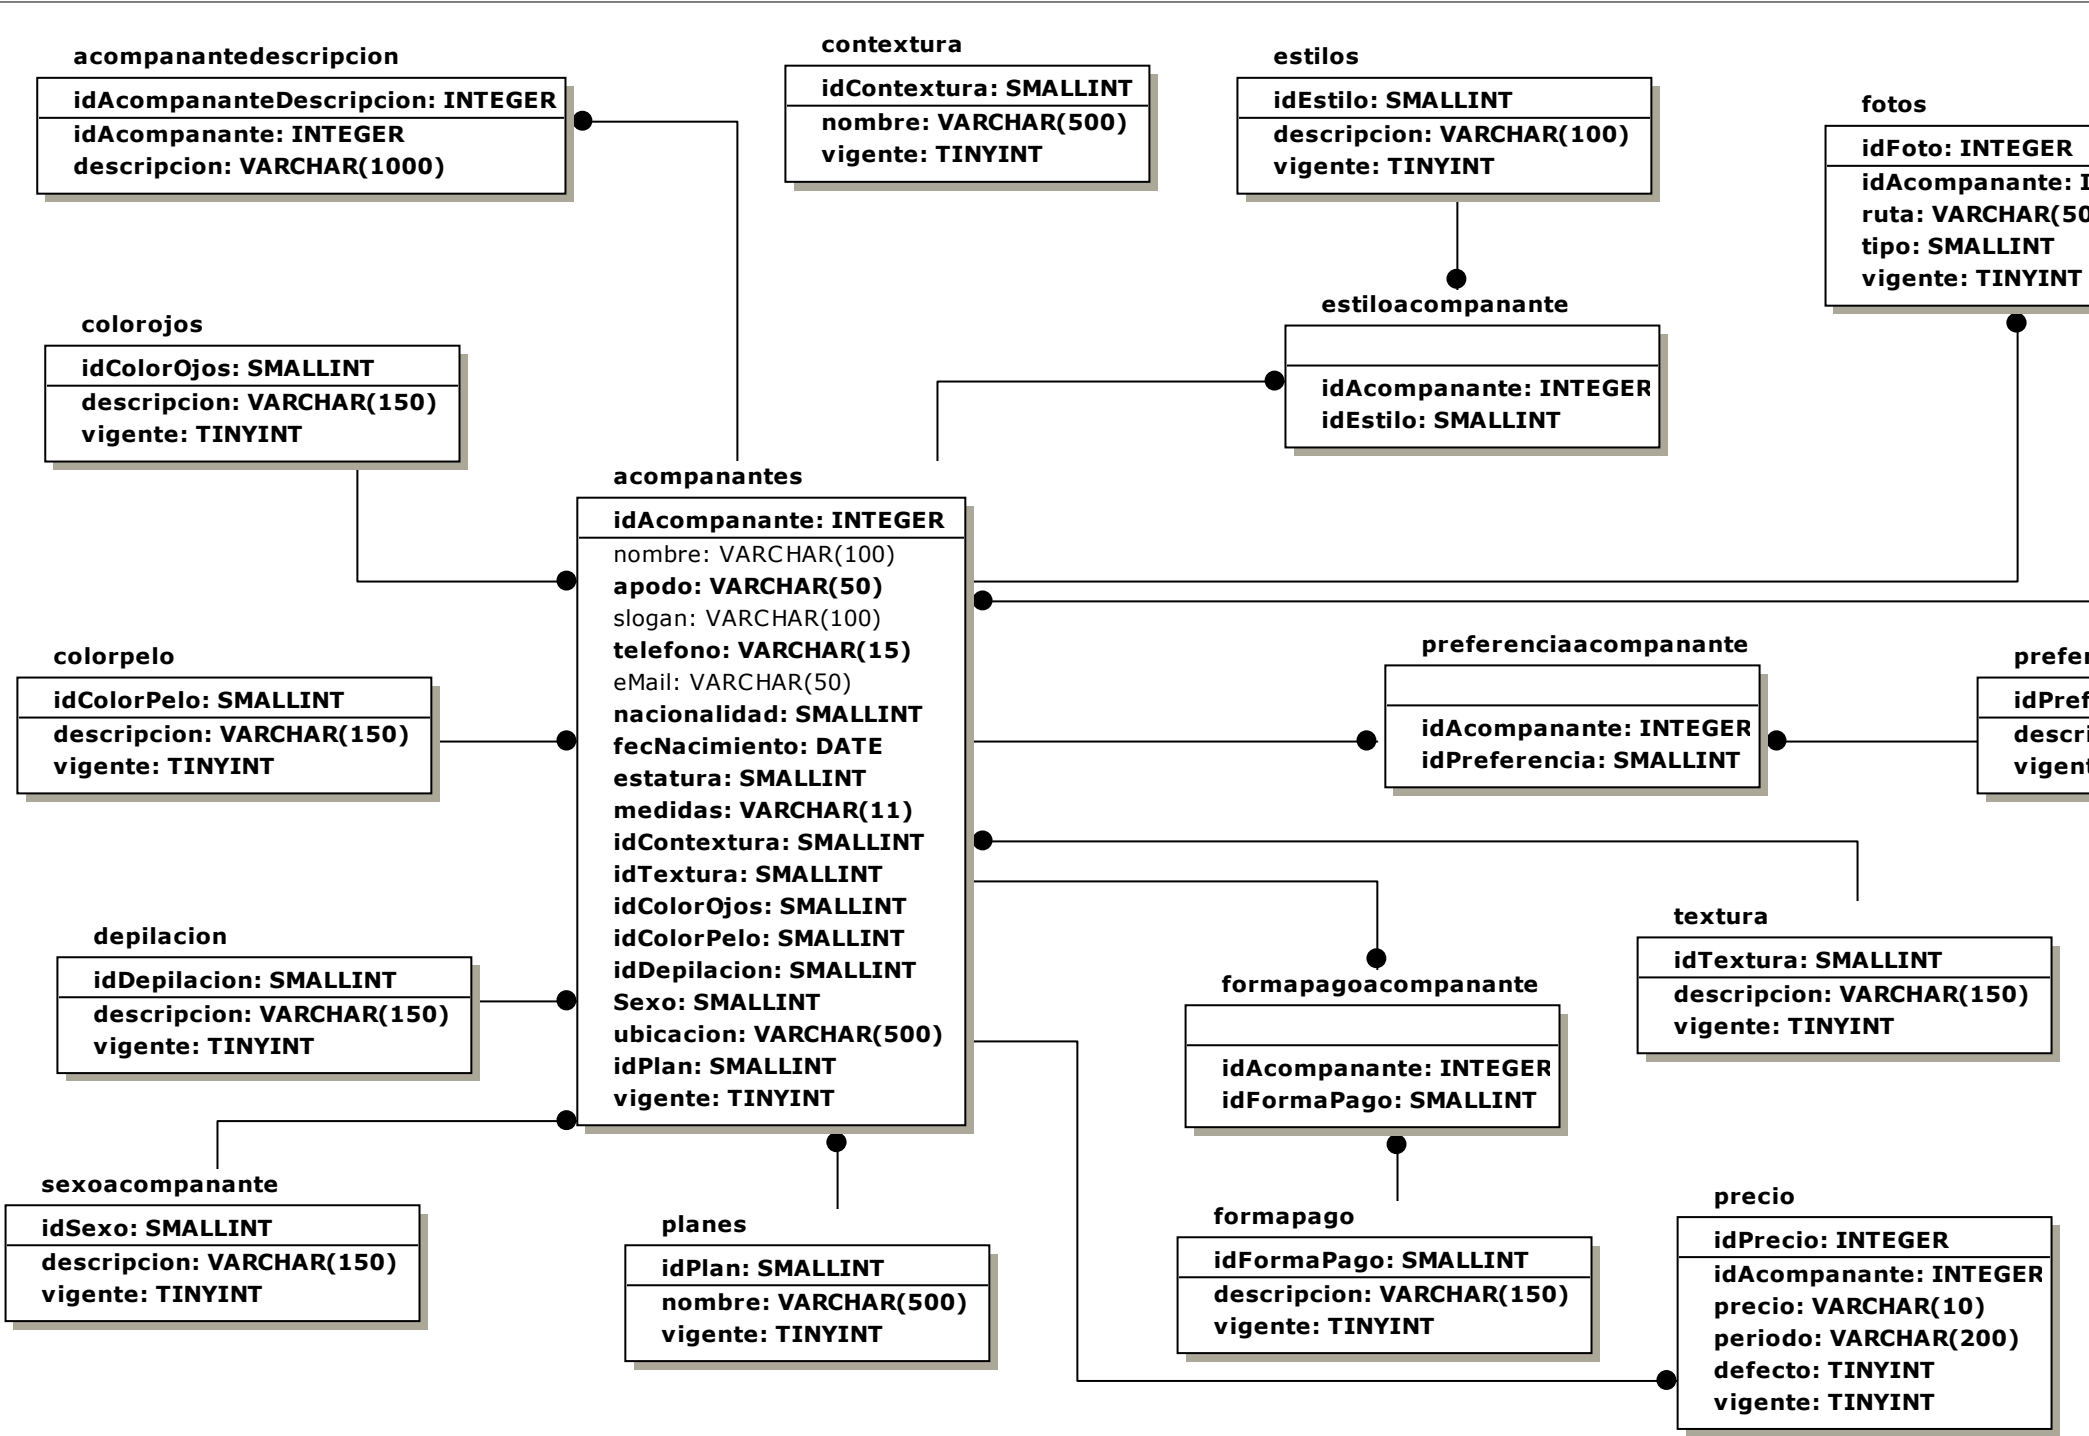 acompanantedescripcion
idAcompananteDescripcion: INTEGER
idAcompanante: INTEGER
descripcion: VARCHAR(1000)
contextura
idContextura: SMALLINT
nombre: VARCHAR(500)
vigente: TINYINT
estilos
idEstilo: SMALLINT
descripcion: VARCHAR(100)
vigente: TINYINT
fotos
idFoto: INTEGER
idAcompanante: I
ruta: VARCHAR(50
tipo: SMALLINT
vigente: TINYINT
colorojos
idColorOjos: SMALLINT
descripcion: VARCHAR(150)
vigente: TINYINT
estiloacompanante
idAcompanante: INTEGER
idEstilo: SMALLINT
acompanantes
idAcompanante: INTEGER
nombre: VARCHAR(100)
apodo: VARCHAR(50)
slogan: VARCHAR(100)
telefono: VARCHAR(15)
eMail: VARCHAR(50)
nacionalidad: SMALLINT
fecNacimiento: DATE
estatura: SMALLINT
medidas: VARCHAR(11)
idContextura: SMALLINT
idTextura: SMALLINT
idColorOjos: SMALLINT
idColorPelo: SMALLINT
idDepilacion: SMALLINT
Sexo: SMALLINT
ubicacion: VARCHAR(500)
idPlan: SMALLINT
vigente: TINYINT
colorpelo
idColorPelo: SMALLINT
descripcion: VARCHAR(150)
vigente: TINYINT
preferenciaacompanante
idAcompanante: INTEGER
idPreferencia: SMALLINT
prefer
idPref
descri
vigent
depilacion
idDepilacion: SMALLINT
descripcion: VARCHAR(150)
vigente: TINYINT
textura
idTextura: SMALLINT
descripcion: VARCHAR(150)
vigente: TINYINT
formapagoacompanante
idAcompanante: INTEGER
idFormaPago: SMALLINT
sexoacompanante
idSexo: SMALLINT
descripcion: VARCHAR(150)
vigente: TINYINT
planes
idPlan: SMALLINT
nombre: VARCHAR(500)
vigente: TINYINT
formapago
idFormaPago: SMALLINT
descripcion: VARCHAR(150)
vigente: TINYINT
precio
idPrecio: INTEGER
idAcompanante: INTEGER
precio: VARCHAR(10)
periodo: VARCHAR(200)
defecto: TINYINT
vigente: TINYINT